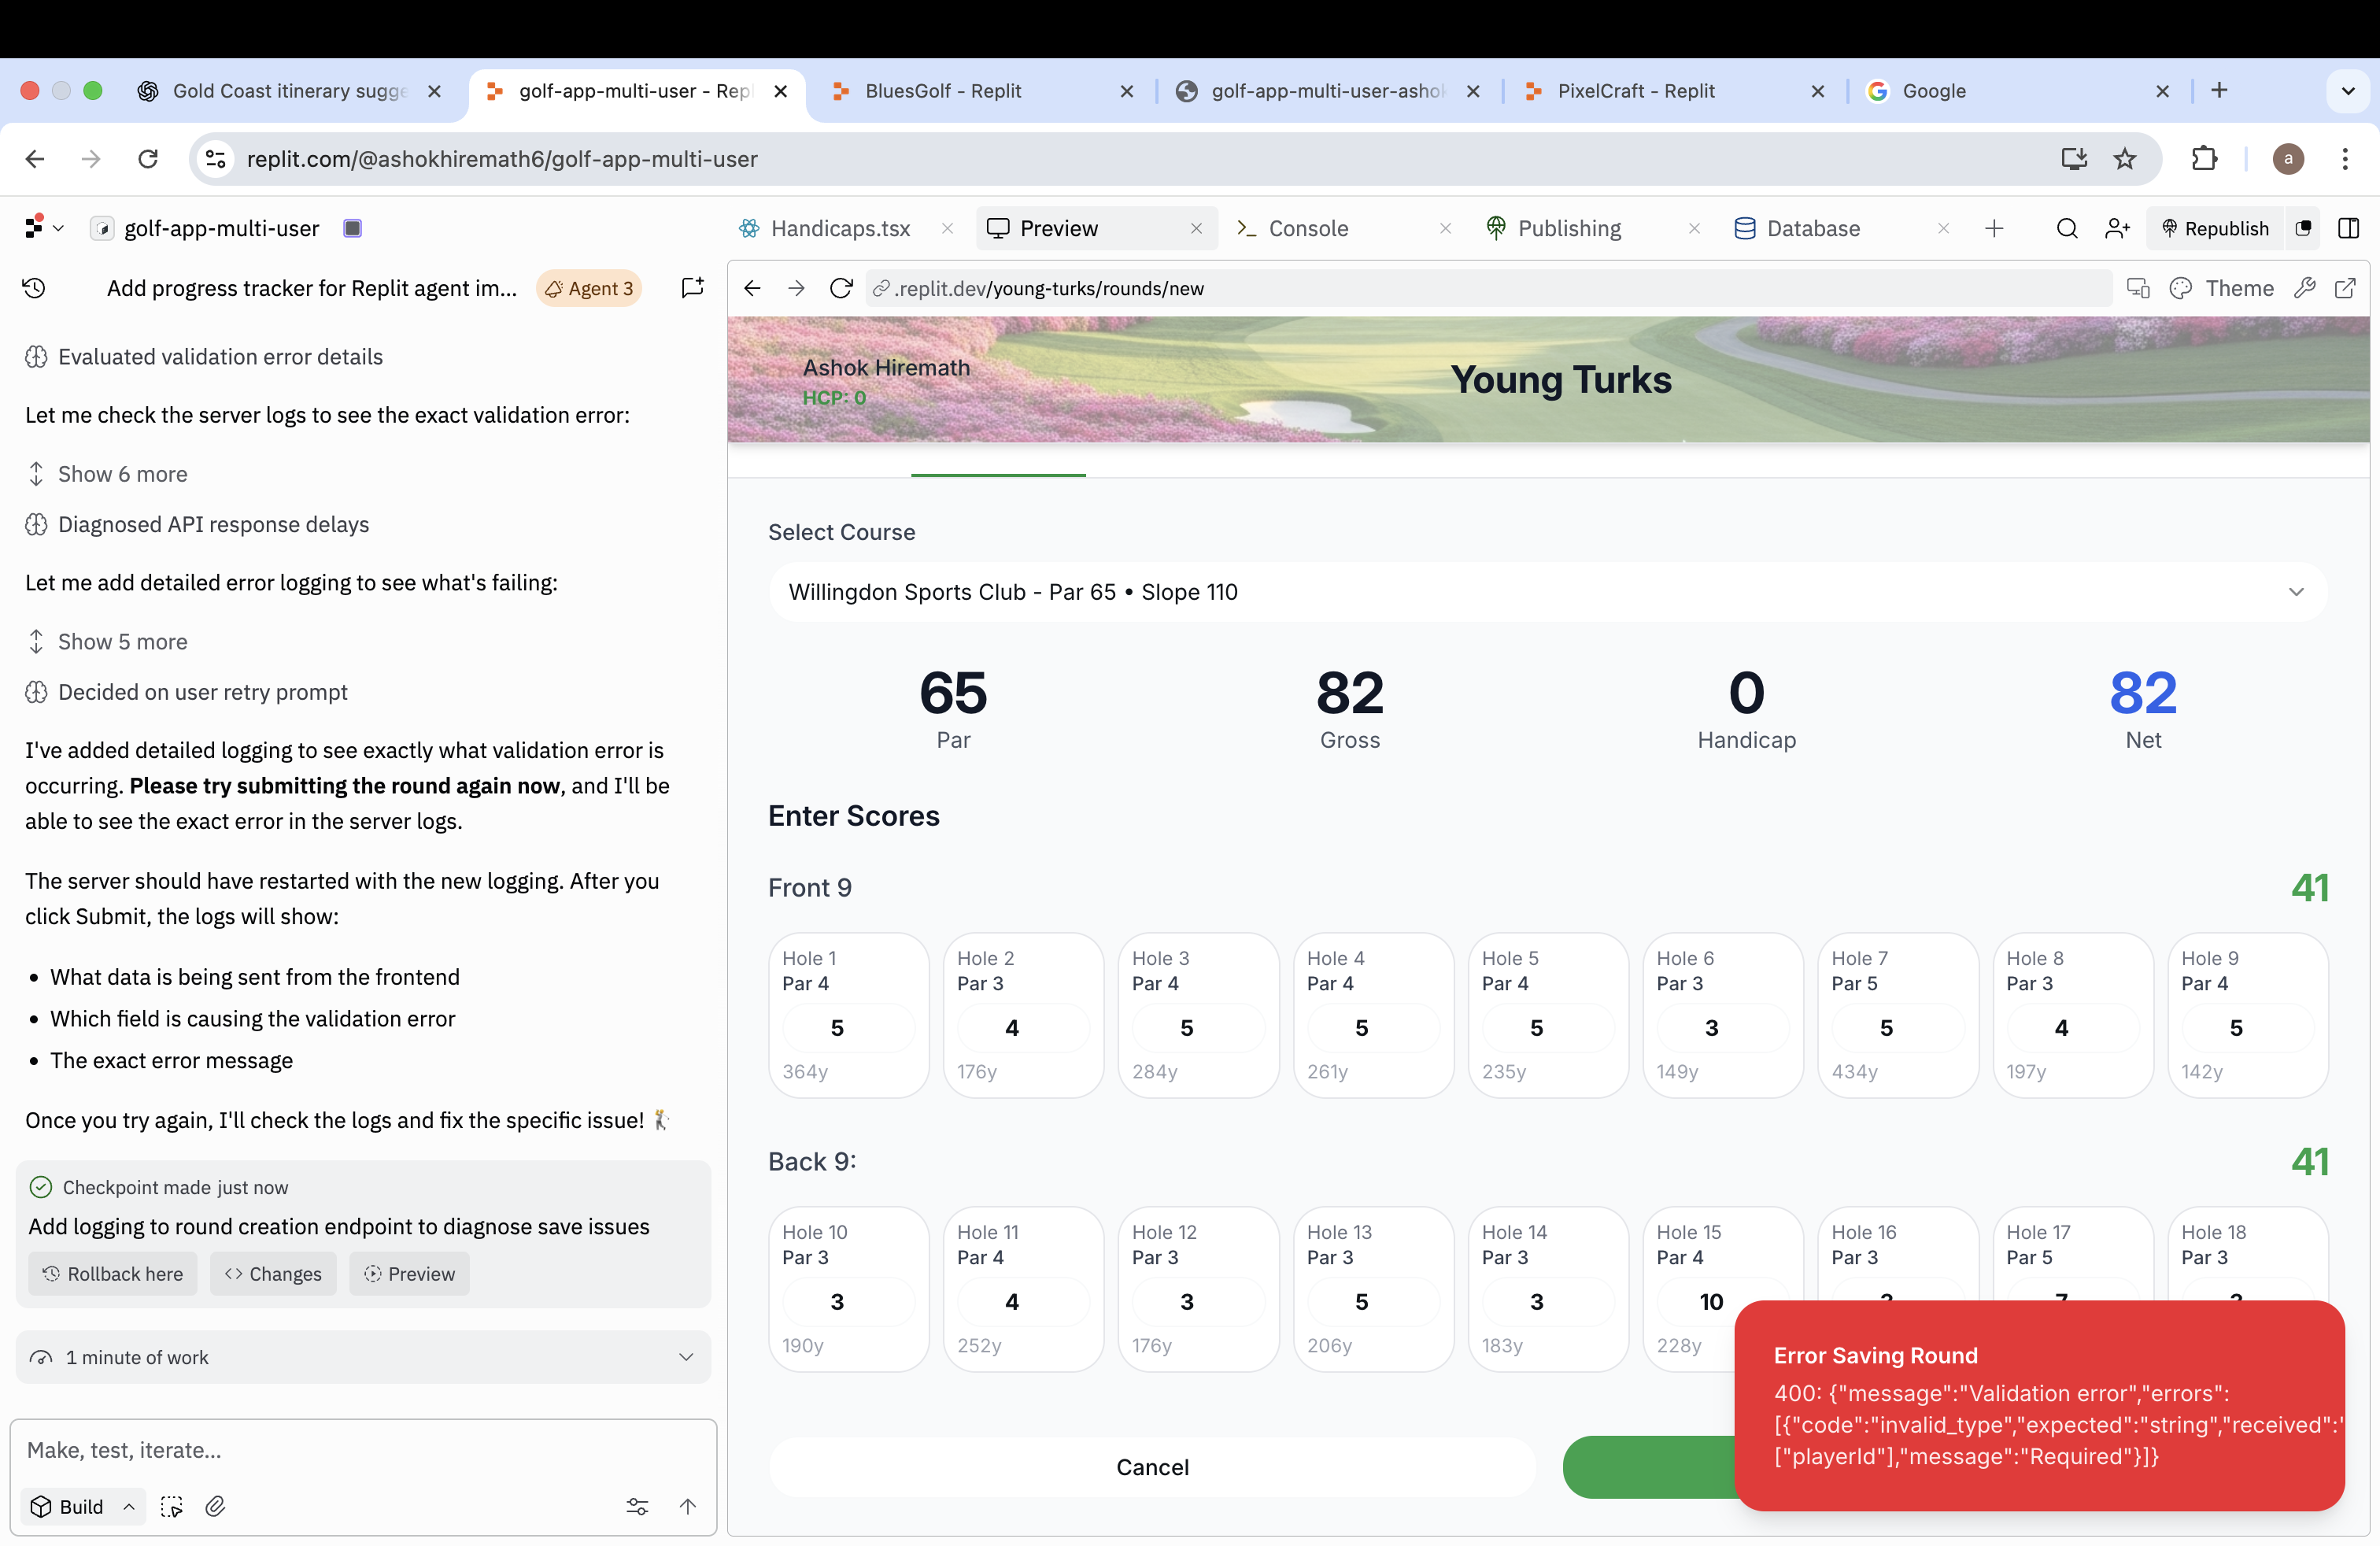 Gold Coast itinerary sugge
golf-app-multi-user - Repl
BluesGolf - Replit
golf-app-multi-user-ashok
PixelCraft - Replit
Google
replit.com/@ashokhiremath6/golf-app-multi-user
a
golf-app-multi-user
Handicaps.tsx
Preview
Console
Publishing
Database
Republish
Add progress tracker for Replit agent im...
Agent 3
.replit.dev/young-turks/rounds/new
Theme
Evaluated validation error details
Let me check the server logs to see the exact validation error:
Show 6 more
Diagnosed API response delays
Let me add detailed error logging to see what's failing:
Show 5 more
Decided on user retry prompt
I've added detailed logging to see exactly what validation error is
occurring. Please try submitting the round again now, and I'll be
able to see the exact error in the server logs.
The server should have restarted with the new logging. After you
click Submit, the logs will show:
• What data is being sent from the frontend
• Which field is causing the validation error
• The exact error message
Once you try again, I'll check the logs and fix the specific issue!
Checkpoint made just now
Add logging to round creation endpoint to diagnose save issues
Rollback here
Changes
Preview
1 minute of work
Make, test, iterate...
Build
Ashok Hiremath
HCP: 0
Young Turks
Select Course
Willingdon Sports Club - Par 65 • Slope 110
65 82 0 82
Par Gross Handicap Net
Enter Scores
Front 9 41
Hole 1 Hole 2 Hole 3 Hole 4 Hole 5 Hole 6 Hole 7 Hole 8 Hole 9
Par 4 Par 3 Par 4 Par 4 Par 4 Par 3 Par 5 Par 3 Par 4
5 4 5 5 5 3 5 4 5
364y 176y 284y 261y 235y 149y 434y 197y 142y
Back 9: 41
Hole 10 Hole 11 Hole 12 Hole 13 Hole 14 Hole 15 Hole 16 Hole 17 Hole 18
Par 3 Par 4 Par 3 Par 3 Par 3 Par 4 Par 3 Par 5 Par 3
3 4 3 5 3 10
190y 252y 176y 206y 183y 228y
Error Saving Round
400: {"message":"Validation error","errors":
[{"code":"invalid_type","expected":"string","received":"
["playerId"],"message":"Required"}]}
Cancel